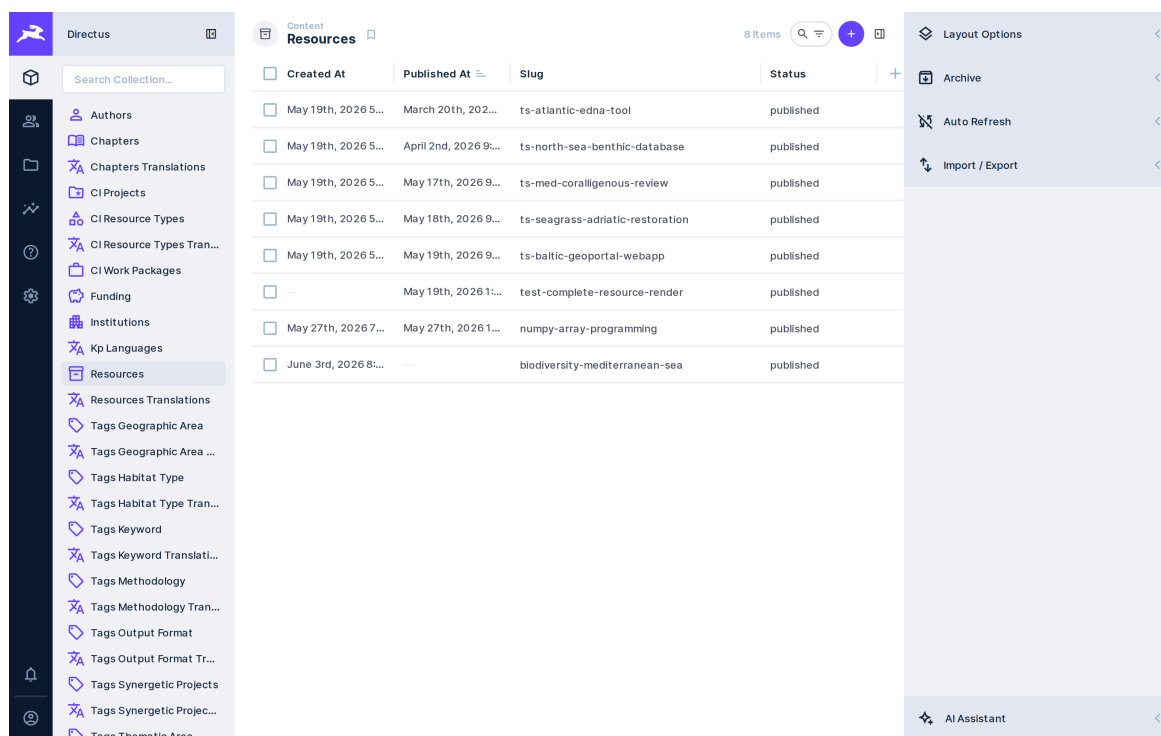 Directus
Search Collection...
Authors
Chapters
Chapters Translations
CI Projects
CI Resource Types
CI Resource Types Tran...
CI Work Packages
Funding
Institutions
Kp Languages
Resources
Resources Translations
Tags Geographic Area
Tags Geographic Area ...
Tags Habitat Type
Tags Habitat Type Tran...
Tags Keyword
Tags Keyword Translati...
Tags Methodology
Tags Methodology Tran...
Tags Output Format
Tags Output Format Tr...
Tags Synergetic Projects
Tags Synergetic Projec...
Tags Thematic Area
Content
Resources
8 Items
Created At Published At Slug Status
May 19th, 2026 5... March 20th, 202... ts-atlantic-edna-tool published
May 19th, 2026 5... April 2nd, 2026 9:... ts-north-sea-benthic-database published
May 19th, 2026 5... May 17th, 2026 9... ts-med-coralligenous-review published
May 19th, 2026 5... May 18th, 2026 9... ts-seagrass-adriatic-restoration published
May 19th, 2026 5... May 19th, 2026 9... ts-baltic-geoportal-webapp published
-- May 19th, 2026 1:... test-complete-resource-render published
May 27th, 2026 7... May 27th, 2026 1... numpy-array-programming published
June 3rd, 2026 8:... -- biodiversity-mediterranean-sea published
Layout Options
Archive
Auto Refresh
Import / Export
AI Assistant